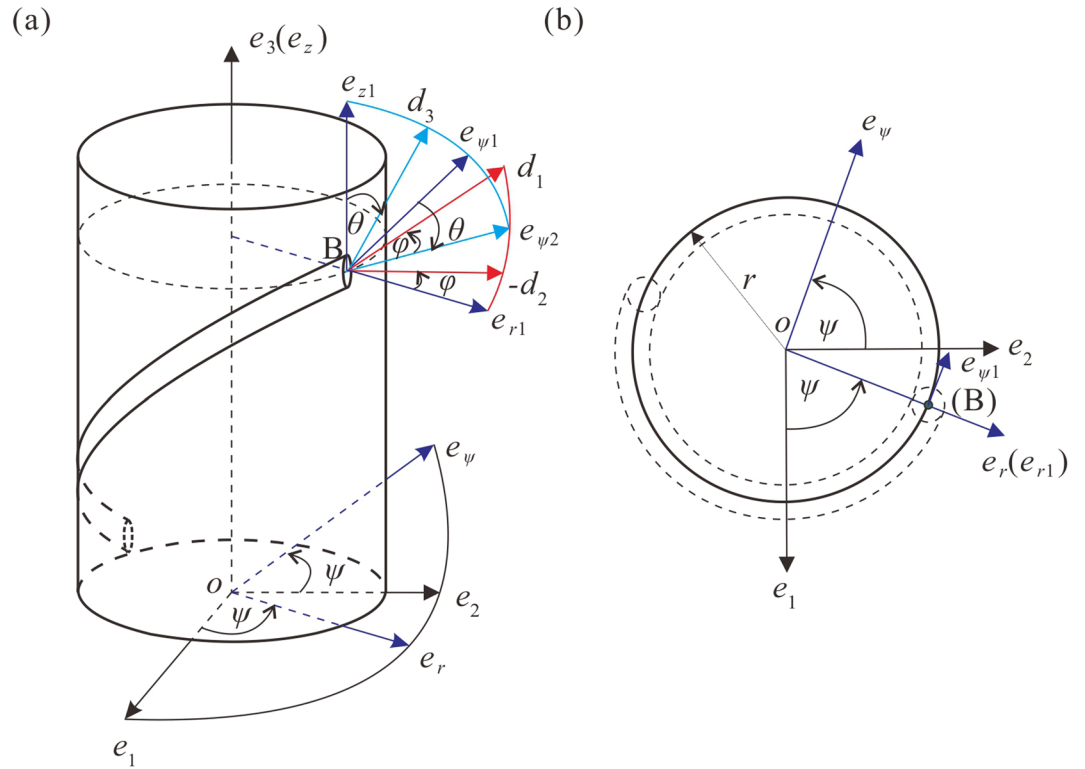 (a)
e3(ez)
ez1
d3
eψ1
d1
θ
θ
B
φ
eψ2
φ
-d2
er1
eψ
ψ
o
ψ
e2
er
e1
(b)
eψ
r
o
ψ
e2
eψ1
ψ
(B)
er(er1)
e1